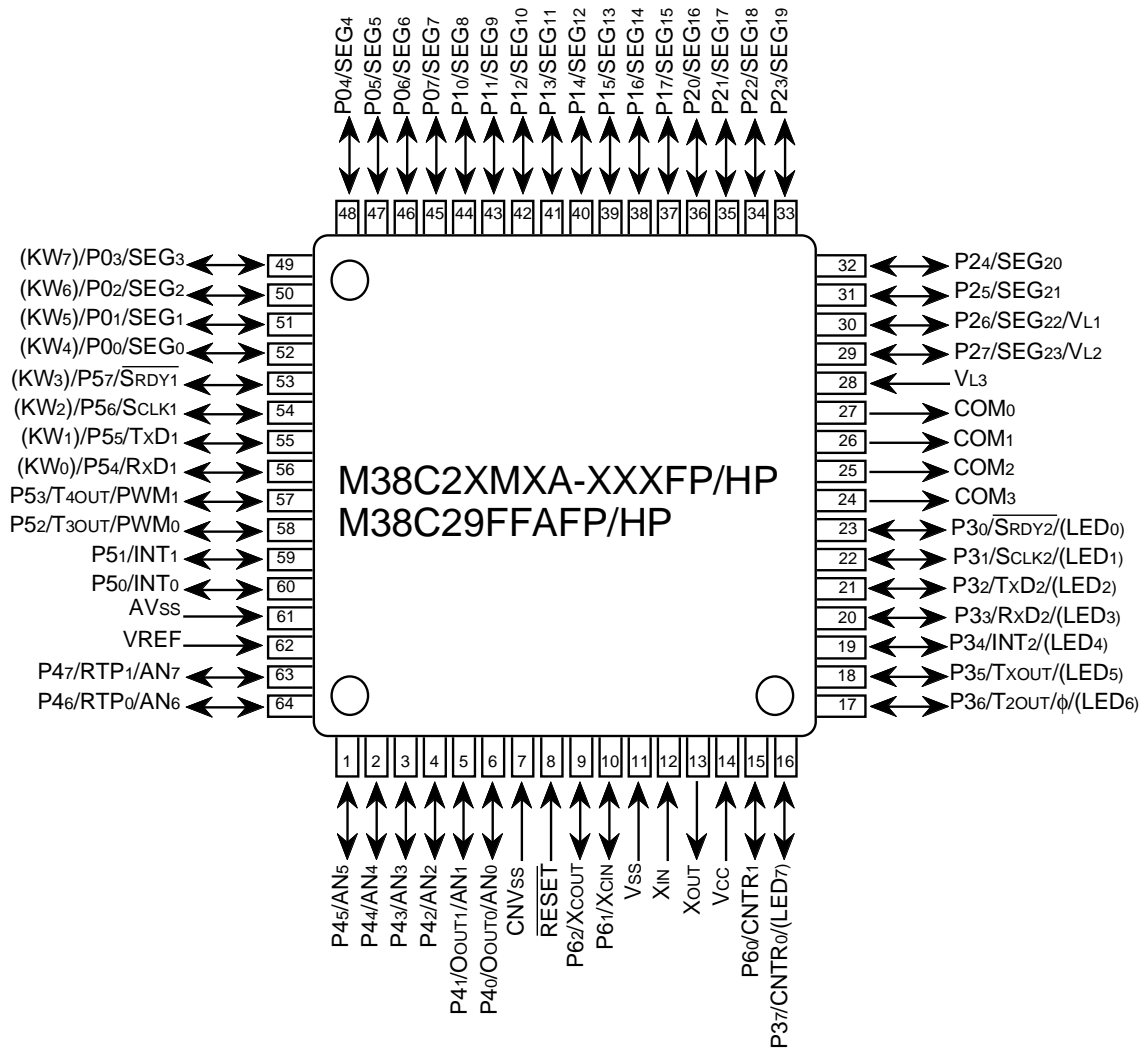 P04/SEG4
P05/SEG5
P06/SEG6
P07/SEG7
P10/SEG8
P11/SEG9
P12/SEG10
P13/SEG11
P14/SEG12
P15/SEG13
P16/SEG14
P17/SEG15
P20/SEG16
P21/SEG17
P22/SEG18
P23/SEG19
48 47 46 45 44 43 42 41 40 39 38 37 36 35 34 33
(KW7)/P03/SEG3 49
(KW6)/P02/SEG2 50
(KW5)/P01/SEG1 51
(KW4)/P00/SEG0 52
(KW3)/P57/SRDY1 53
(KW2)/P56/SCLK1 54
(KW1)/P55/TXD1 55
(KW0)/P54/RXD1 56
P53/T4OUT/PWM1 57
P52/T3OUT/PWM0 58
P51/INT1 59
P50/INT0 60
AVSS 61
VREF 62
P47/RTP1/AN7 63
P46/RTP0/AN6 64
M38C2XMXA-XXXFP/HP
M38C29FFAFP/HP
32 P24/SEG20
31 P25/SEG21
30 P26/SEG22/VL1
29 P27/SEG23/VL2
28 VL3
27 COM0
26 COM1
25 COM2
24 COM3
23 P30/SRDY2/(LED0)
22 P31/SCLK2/(LED1)
21 P32/TXD2/(LED2)
20 P33/RXD2/(LED3)
19 P34/INT2/(LED4)
18 P35/TXOUT/(LED5)
17 P36/T2OUT/ϕ/(LED6)
1 2 3 4 5 6 7 8 9 10 11 12 13 14 15 16
P45/AN5
P44/AN4
P43/AN3
P42/AN2
P41/OOUT1/AN1
P40/OOUT0/AN0
CNVSS
RESET
P62/XCOUT
P61/XCIN
VSS
XIN
XOUT
VCC
P60/CNTR1
P37/CNTR0/(LED7)